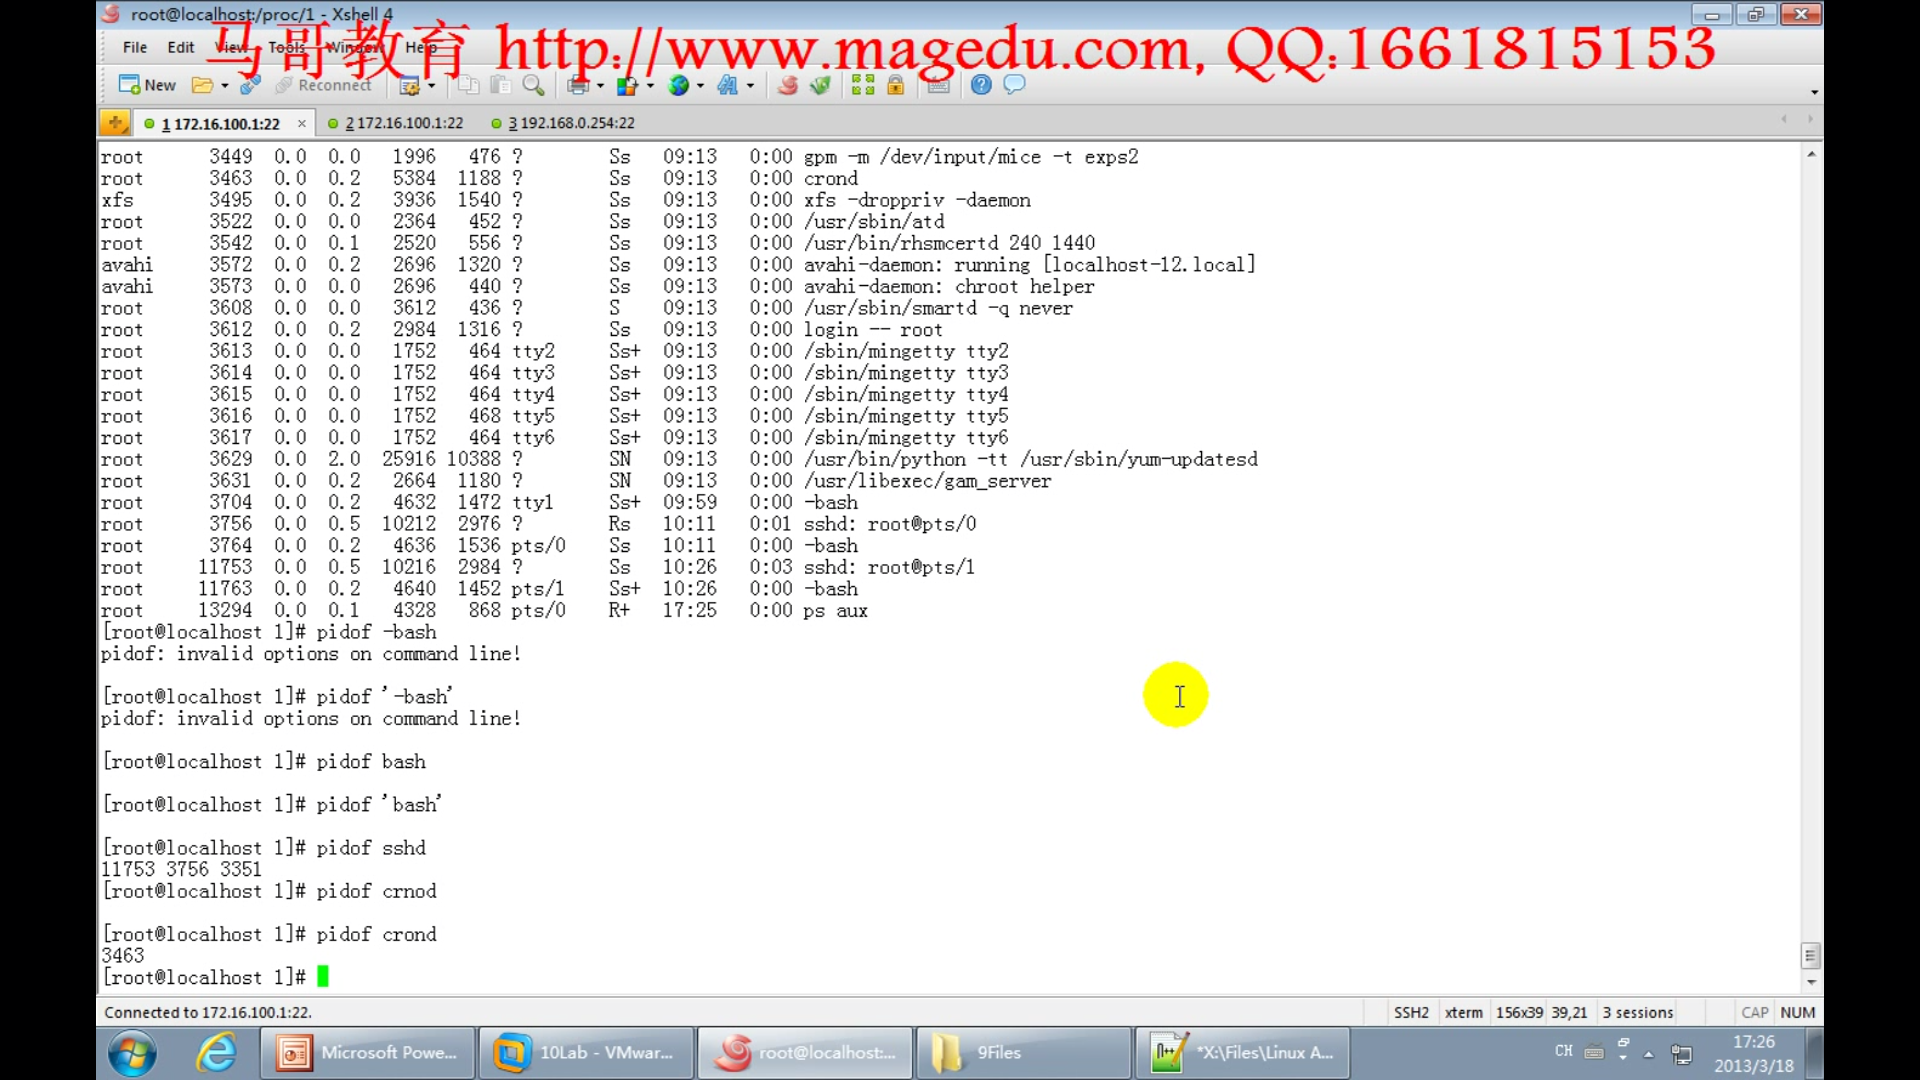 root@localhost:/proc/1 - Xshell 4
马哥教育 http://www.magedu.com, QQ:1661815153
File Edit View Tools Window Help
New Reconnect
1 172.16.100.1:22 × 2 172.16.100.1:22 3 192.168.0.254:22
root 3449 0.0 0.0 1996 476 ? Ss 09:13 0:00 gpm -m /dev/input/mice -t exps2
root 3463 0.0 0.2 5384 1188 ? Ss 09:13 0:00 crond
xfs 3495 0.0 0.2 3936 1540 ? Ss 09:13 0:00 xfs -droppriv -daemon
root 3522 0.0 0.0 2364 452 ? Ss 09:13 0:00 /usr/sbin/atd
root 3542 0.0 0.1 2520 556 ? Ss 09:13 0:00 /usr/bin/rhsmcertd 240 1440
avahi 3572 0.0 0.2 2696 1320 ? Ss 09:13 0:00 avahi-daemon: running [localhost-12.local]
avahi 3573 0.0 0.0 2696 440 ? Ss 09:13 0:00 avahi-daemon: chroot helper
root 3608 0.0 0.0 3612 436 ? S 09:13 0:00 /usr/sbin/smartd -q never
root 3612 0.0 0.2 2984 1316 ? Ss 09:13 0:00 login -- root
root 3613 0.0 0.0 1752 464 tty2 Ss+ 09:13 0:00 /sbin/mingetty tty2
root 3614 0.0 0.0 1752 464 tty3 Ss+ 09:13 0:00 /sbin/mingetty tty3
root 3615 0.0 0.0 1752 464 tty4 Ss+ 09:13 0:00 /sbin/mingetty tty4
root 3616 0.0 0.0 1752 468 tty5 Ss+ 09:13 0:00 /sbin/mingetty tty5
root 3617 0.0 0.0 1752 464 tty6 Ss+ 09:13 0:00 /sbin/mingetty tty6
root 3629 0.0 2.0 25916 10388 ? SN 09:13 0:00 /usr/bin/python -tt /usr/sbin/yum-updatesd
root 3631 0.0 0.2 2664 1180 ? SN 09:13 0:00 /usr/libexec/gam_server
root 3704 0.0 0.2 4632 1472 tty1 Ss+ 09:59 0:00 -bash
root 3756 0.0 0.5 10212 2976 ? Rs 10:11 0:01 sshd: root@pts/0
root 3764 0.0 0.2 4636 1536 pts/0 Ss 10:11 0:00 -bash
root 11753 0.0 0.5 10216 2984 ? Ss 10:26 0:03 sshd: root@pts/1
root 11763 0.0 0.2 4640 1452 pts/1 Ss+ 10:26 0:00 -bash
root 13294 0.0 0.1 4328 868 pts/0 R+ 17:25 0:00 ps aux
[root@localhost 1]# pidof -bash
pidof: invalid options on command line!
[root@localhost 1]# pidof '-bash'
pidof: invalid options on command line!
[root@localhost 1]# pidof bash
[root@localhost 1]# pidof 'bash'
[root@localhost 1]# pidof sshd
11753 3756 3351
[root@localhost 1]# pidof crnod
[root@localhost 1]# pidof crond
3463
[root@localhost 1]#
Connected to 172.16.100.1:22. SSH2 xterm 156x39 39,21 3 sessions CAP NUM
Microsoft Powe... 10Lab - VMwar... root@localhost:... 9Files *X:\Files\Linux A... CH 17:26
2013/3/18